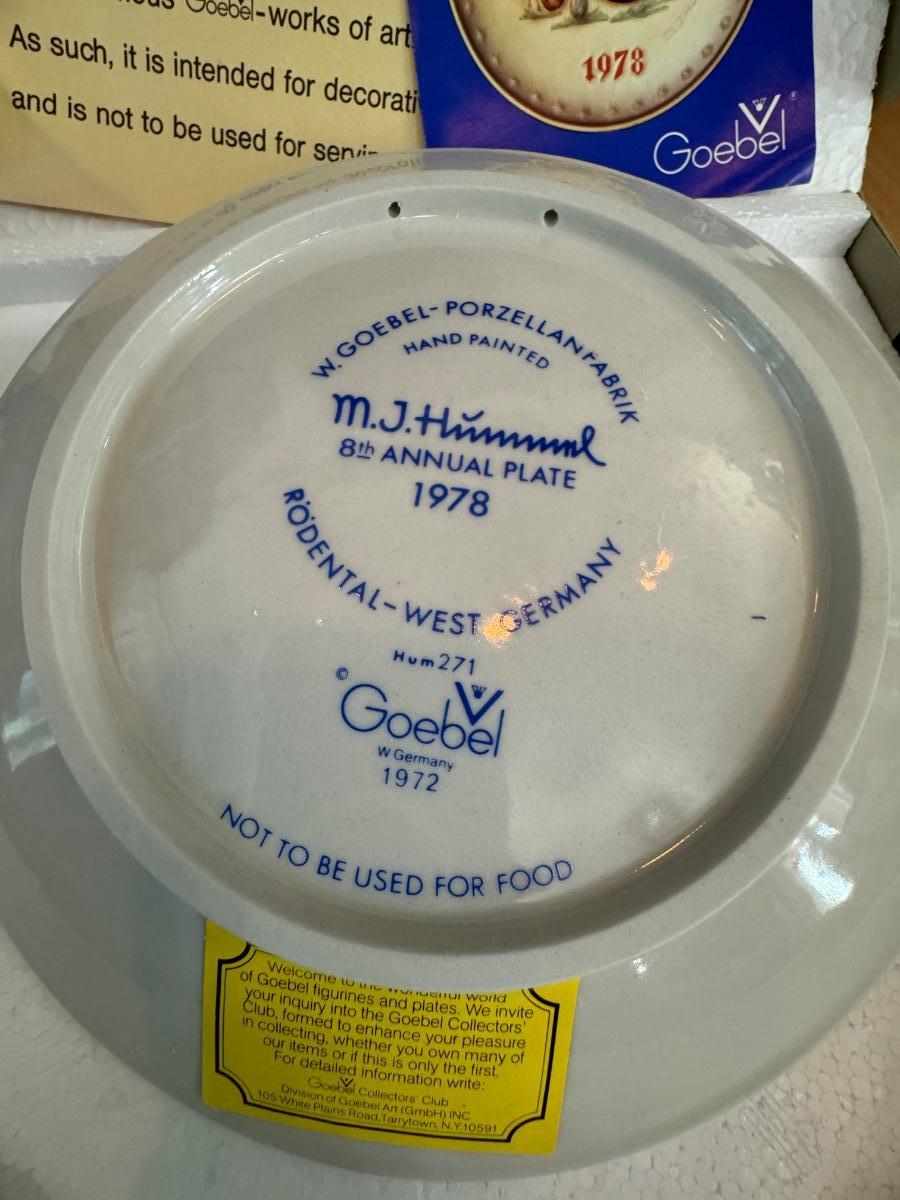 Goebel-works of art.
As such, it is intended for
and is not to be used for
1978
Goebel
W. GOEBEL-PORZELLANFABRIK
HAND PAINTED
M.J. Hummel
8th ANNUAL PLATE
1978
RÖDENTAL-WEST GERMANY
Hum 271
© Goebel
W Germany
1972
NOT TO BE USED FOR FOOD
Welcome to the wonderful world
of Goebel figurines and plates. We invite
your inquiry into the Goebel Collectors'
Club, formed to enhance your pleasure
in collecting, whether you own many of
our items or if this is only the first.
For detailed information write:
Goebel Collectors' Club
Division of Goebel Art (GmbH) INC.
105 White Plains Road, Tarrytown, N.Y. 10591